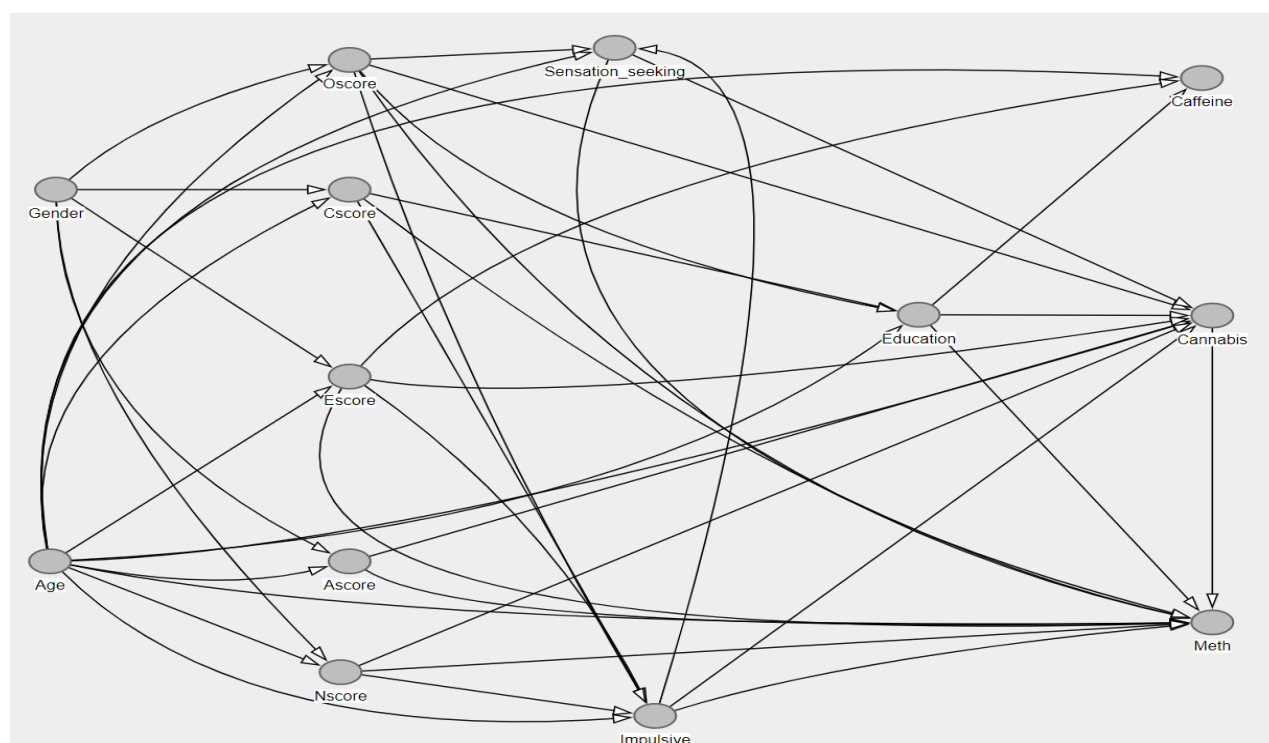 Oscore
Sensation_seeking
Caffeine
Gender
Cscore
Education
Cannabis
Escore
Age
Ascore
Meth
Nscore
Impulsive